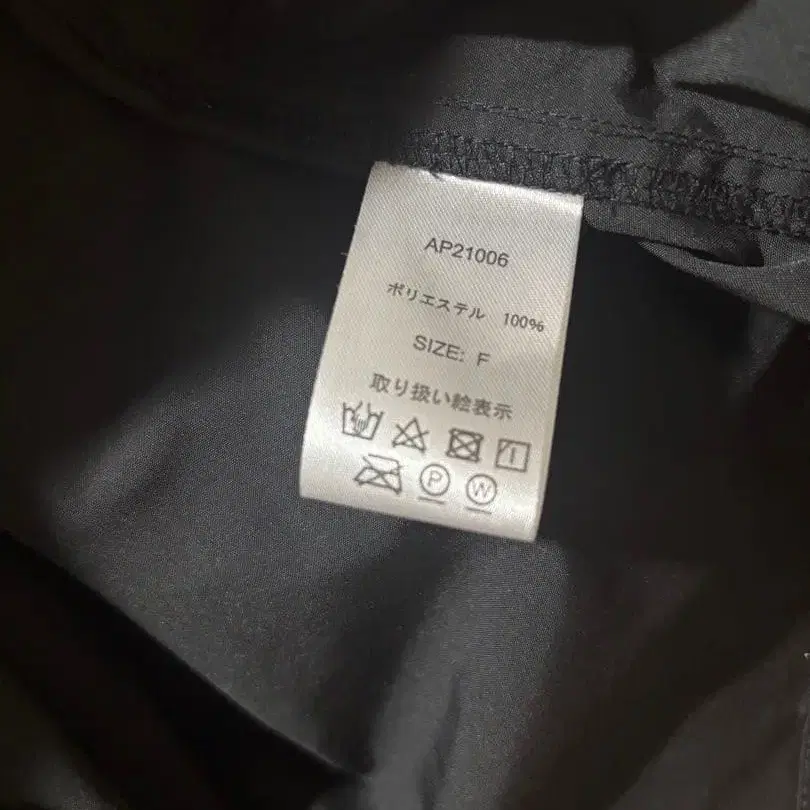 AP21006
ポリエステル 100%
SIZE: F
取り扱い絵表示
P W